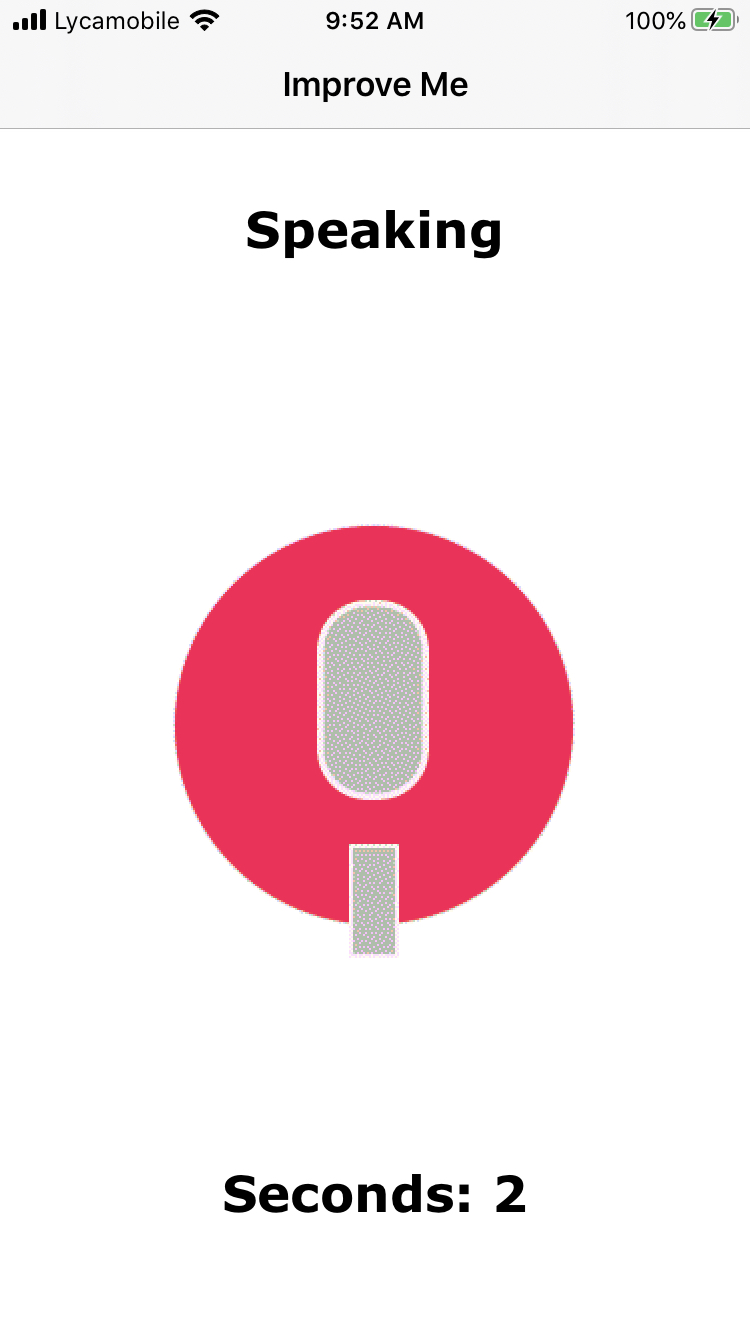 Lycamobile 9:52 AM 100%
Improve Me
Speaking
Seconds: 2